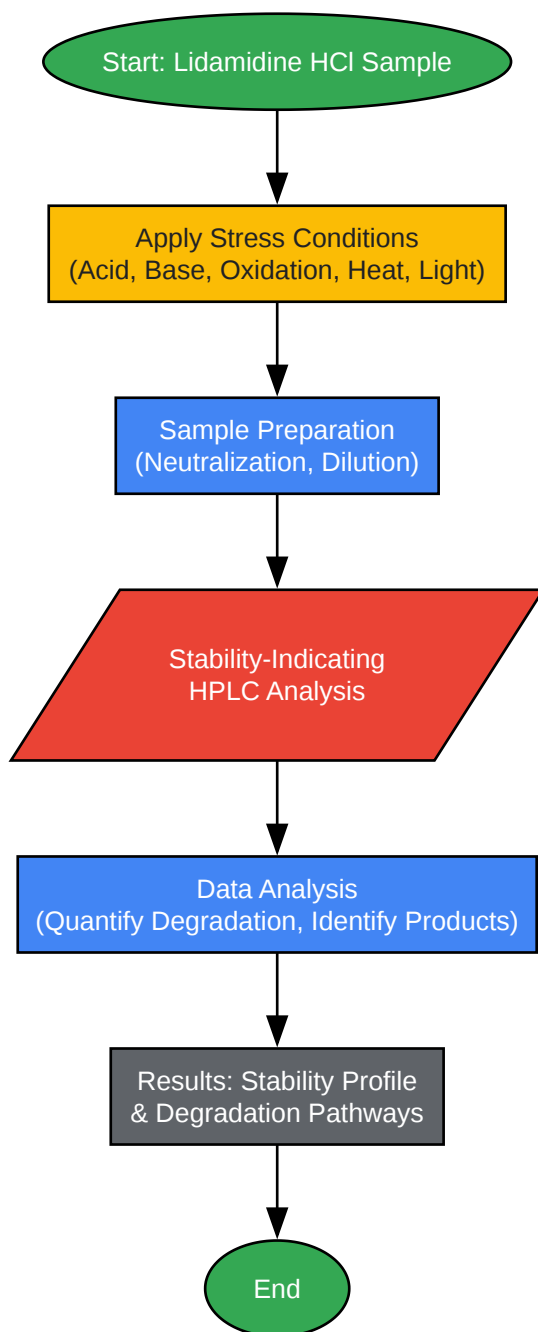 Start: Lidamidine HCl Sample
Apply Stress Conditions
(Acid, Base, Oxidation, Heat, Light)
Sample Preparation
(Neutralization, Dilution)
Stability-Indicating
HPLC Analysis
Data Analysis
(Quantify Degradation, Identify Products)
Results: Stability Profile
& Degradation Pathways
End